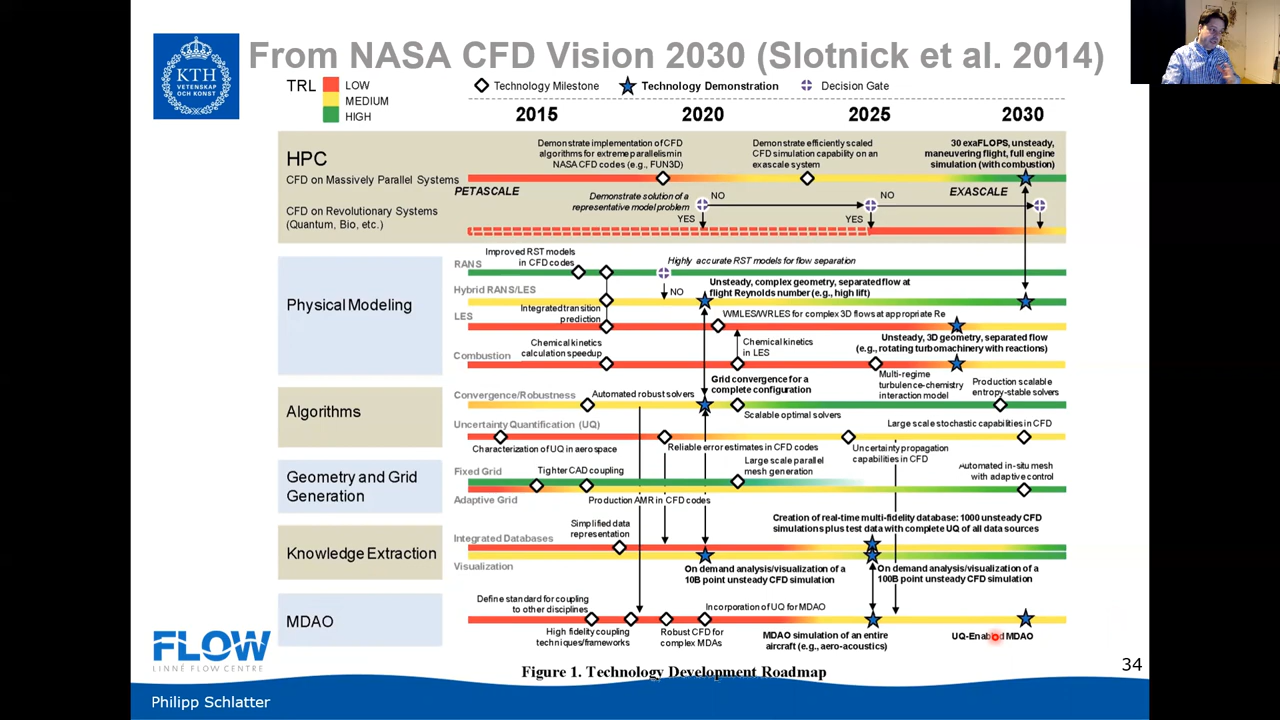 From NASA CFD Vision 2030 (Slotnick et al. 2014)
KTH
VETENSKAP
OCH KONST
TRL
LOW
MEDIUM
HIGH
Technology Milestone
Technology Demonstration
Decision Gate
2015
2020
2025
2030
HPC
CFD on Massively Parallel Systems
Demonstrate implementation of CFD
algorithms for extreme parallelism in
NASA CFD codes (e.g., FUN3D)
Demonstrate efficiently scaled
CFD simulation capability on an
exascale system
30 exaFLOPS, unsteady,
maneuvering flight, full engine
simulation (with combustion)
PETASCALE
EXASCALE
CFD on Revolutionary Systems
(Quantum, Bio, etc.)
Demonstrate solution of a
representative model problem
NO
YES
NO
YES
Physical Modeling
RANS
Improved RST models
in CFD codes
Highly accurate RST models for flow separation
Hybrid RANS/LES
NO
Unsteady, complex geometry, separated flow at
flight Reynolds number (e.g., high lift)
LES
Integrated transition
prediction
WMLES/WRLES for complex 3D flows at appropriate Re
Chemical kinetics
calculation speedup
Chemical kinetics
in LES
Unsteady, 3D geometry, separated flow
(e.g., rotating turbomachinery with reactions)
Combustion
Multi-regime
turbulence-chemistry
interaction model
Algorithms
Convergence/Robustness
Automated robust solvers
Grid convergence for a
complete configuration
Scalable optimal solvers
Production scalable
entropy-stable solvers
Uncertainty Quantification (UQ)
Characterization of UQ in aerospace
Reliable error estimates in CFD codes
Uncertainty propagation
capabilities in CFD
Large scale stochastic capabilities in CFD
Geometry and Grid
Generation
Fixed Grid
Tighter CAD coupling
Large scale parallel
mesh generation
Automated in-situ mesh
with adaptive control
Adaptive Grid
Production AMR in CFD codes
Knowledge Extraction
Integrated Databases
Simplified data
representation
Creation of real-time multi-fidelity database: 1000 unsteady CFD
simulations plus test data with complete UQ of all data sources
Visualization
On demand analysis/visualization of a
10B point unsteady CFD simulation
On demand analysis/visualization of a
100B point unsteady CFD simulation
MDAO
Define standard for coupling
to other disciplines
High fidelity coupling
techniques/frameworks
Robust CFD for
complex MDAs
Incorporation of UQ for MDAO
MDAO simulation of an entire
aircraft (e.g., aero-acoustics)
UQ-Enabled MDAO
FLOW
LINNÉ FLOW CENTRE
Figure 1. Technology Development Roadmap
34
Philipp Schlatter